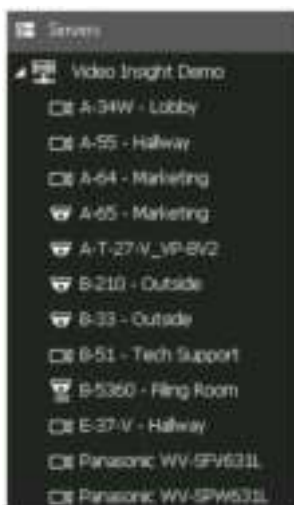 Servers
Video Insight Demo
A-34W - Lobby
A-55 - Hallway
A-64 - Marketing
A-65 - Marketing
A-T-27-V_VP-BV2
B-210 - Outside
B-33 - Outside
B-51 - Tech Support
B-5360 - Filing Room
E-37-V - Hallway
Panasonic WV-SFV631L
Panasonic WV-SPW631L